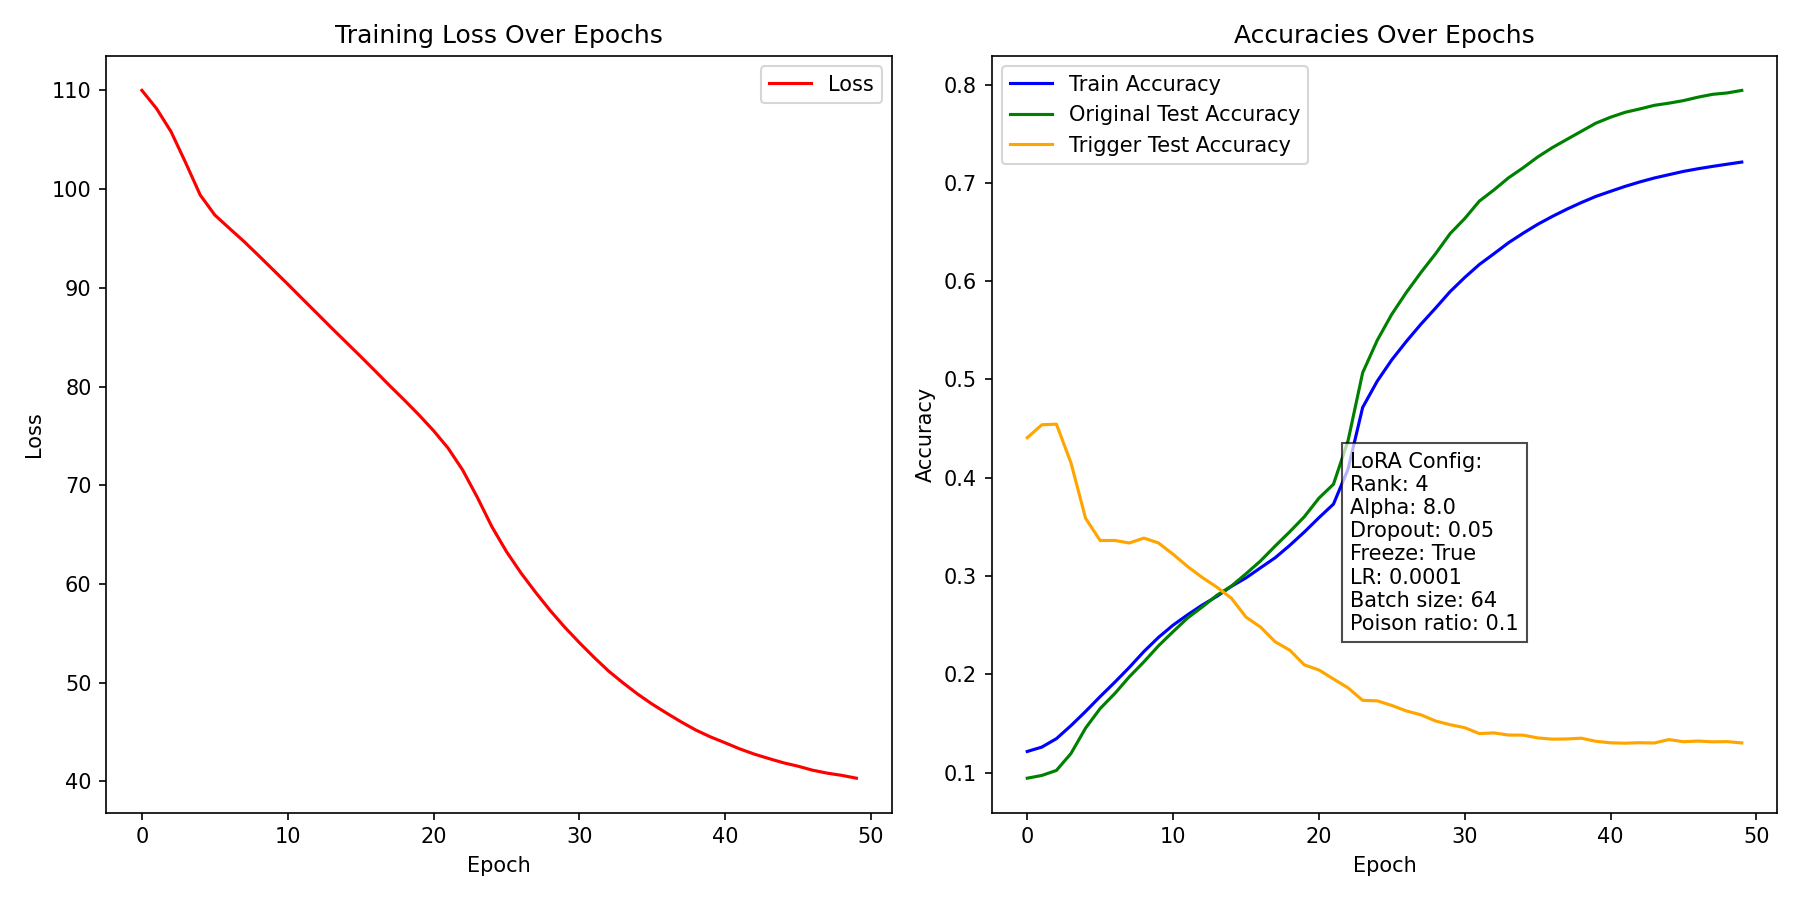 Training Loss Over Epochs
Loss
110
100
90
80
70
60
50
40
Loss
0 10 20 30 40 50
Epoch
Accuracies Over Epochs
Train Accuracy
Original Test Accuracy
Trigger Test Accuracy
0.8
0.7
0.6
0.5
0.4
0.3
0.2
0.1
Accuracy
LoRA Config:
Rank: 4
Alpha: 8.0
Dropout: 0.05
Freeze: True
LR: 0.0001
Batch size: 64
Poison ratio: 0.1
0 10 20 30 40 50
Epoch